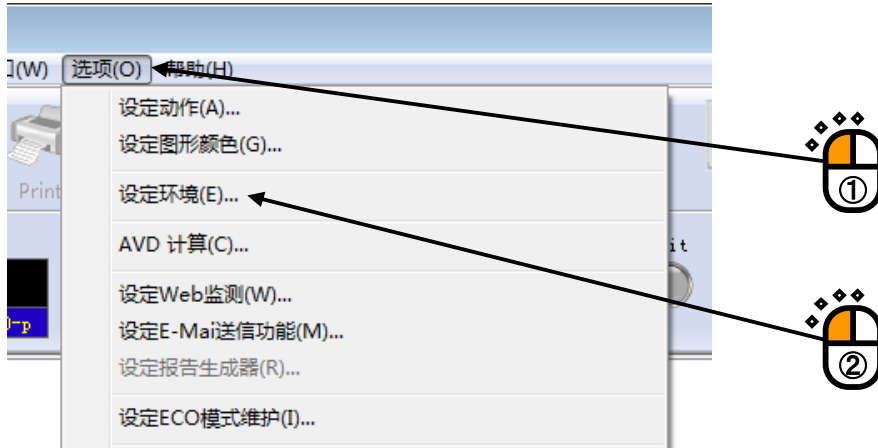 (W) 选项(O) 帮助(H)
设定动作(A)...
设定图形颜色(G)...
Print
设定环境(E)...
①
AVD 计算(C)...
it
设定Web监测(W)...
0-p
设定E-Mai送信功能(M)...
设定报告生成器(R)...
②
设定ECO模式维护(I)...